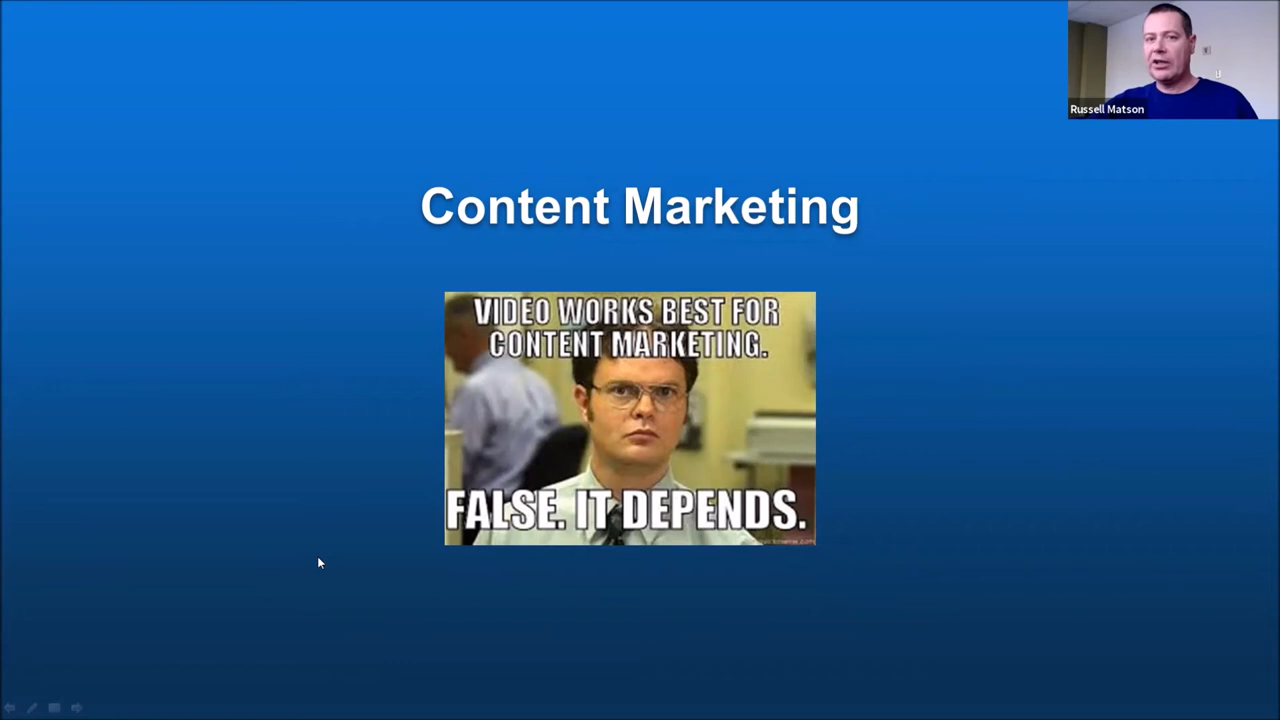 Russell Matson
Content Marketing
VIDEO WORKS BEST FOR
CONTENT MARKETING.
FALSE. IT DEPENDS.